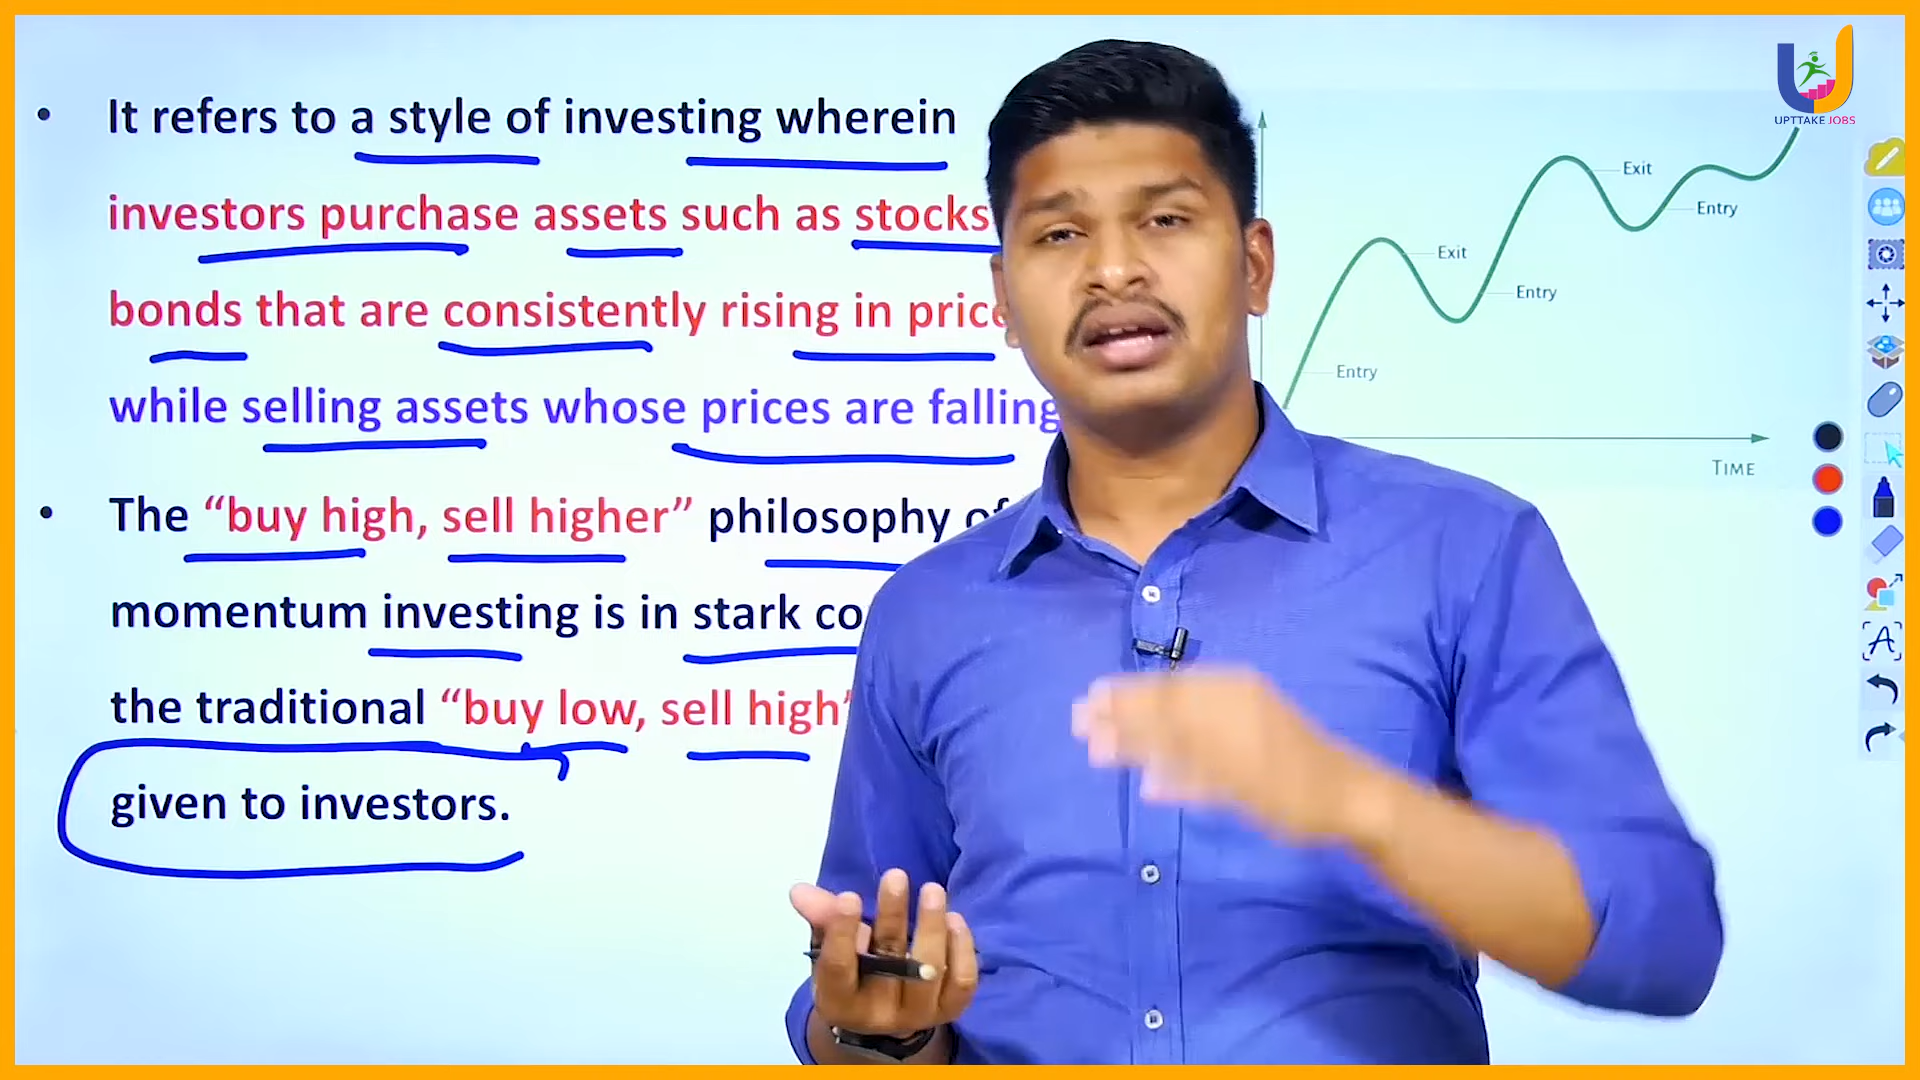 It refers to a style of investing wherein
investors purchase assets such as stocks
bonds that are consistently rising in
while selling assets whose prices are falling
The “buy high, sell higher” philosophy
momentum investing is in stark
the traditional “buy low, sell high”
given to investors.
Exit
Entry
Exit
Entry
Entry
TIME
UPTTAKE JOBS
A